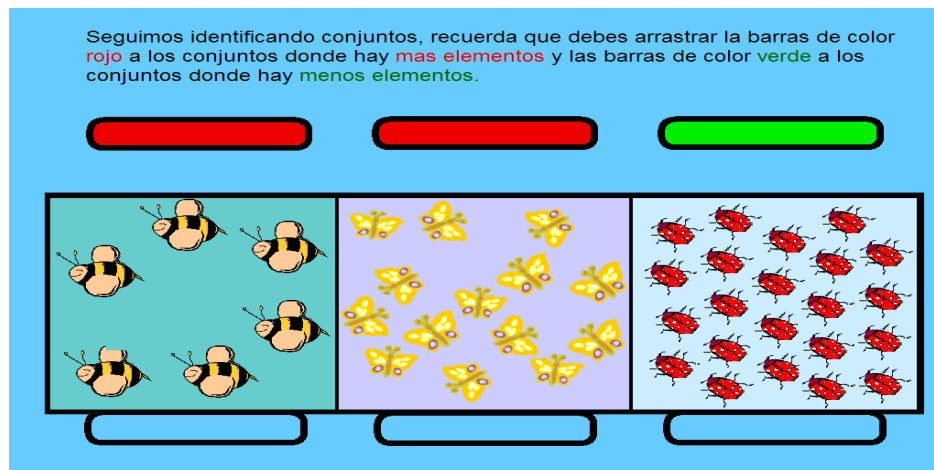 Seguimos identificando conjuntos, recuerda que debes arrastrar la barras de color
rojo a los conjuntos donde hay mas elementos y las barras de color verde a los
conjuntos donde hay menos elementos.